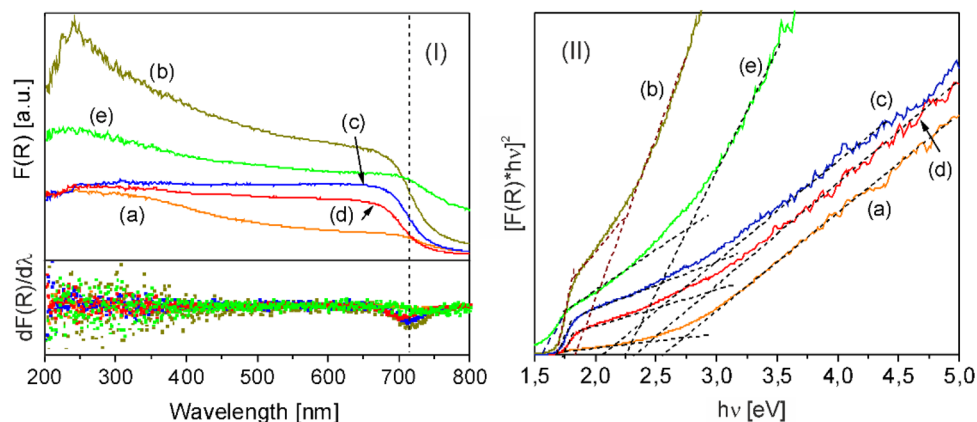 (I)
(b)
(e)
(c)
(a)
(d)
F(R) [a.u.]
dF(R)/dλ
200 300 400 500 600 700 800
Wavelength [nm]
(II)
(b)
(e)
(c)
(d)
(a)
[F(R)*hν]²
1,5 2,0 2,5 3,0 3,5 4,0 4,5 5,0
hν [eV]